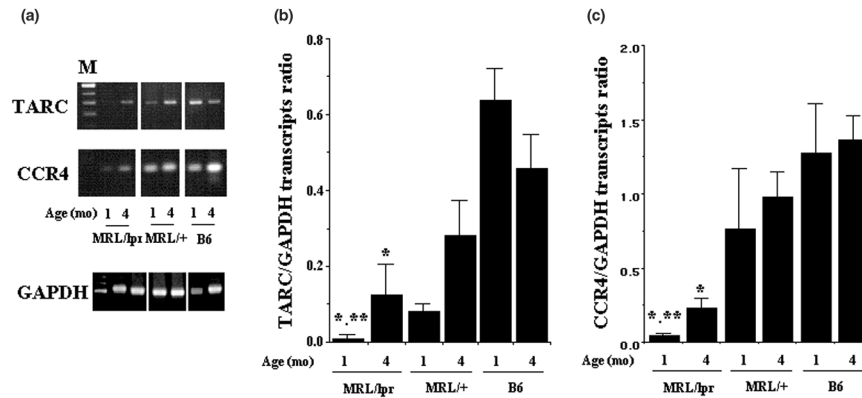 (a)
M
TARC
CCR4
Age (mo) 1 4 1 4 1 4
MRL/lpr MRL/+ B6
GAPDH
(b)
TARC/GAPDH transcripts ratio
0.8
0.6
0.4
0.2
0.0
*.**
*
Age (mo) 1 4 1 4 1 4
MRL/lpr MRL/+ B6
(c)
CCR4/GAPDH transcripts ratio
2.0
1.5
1.0
0.5
0.0
*.**
*
Age (mo) 1 4 1 4 1 4
MRL/lpr MRL/+ B6